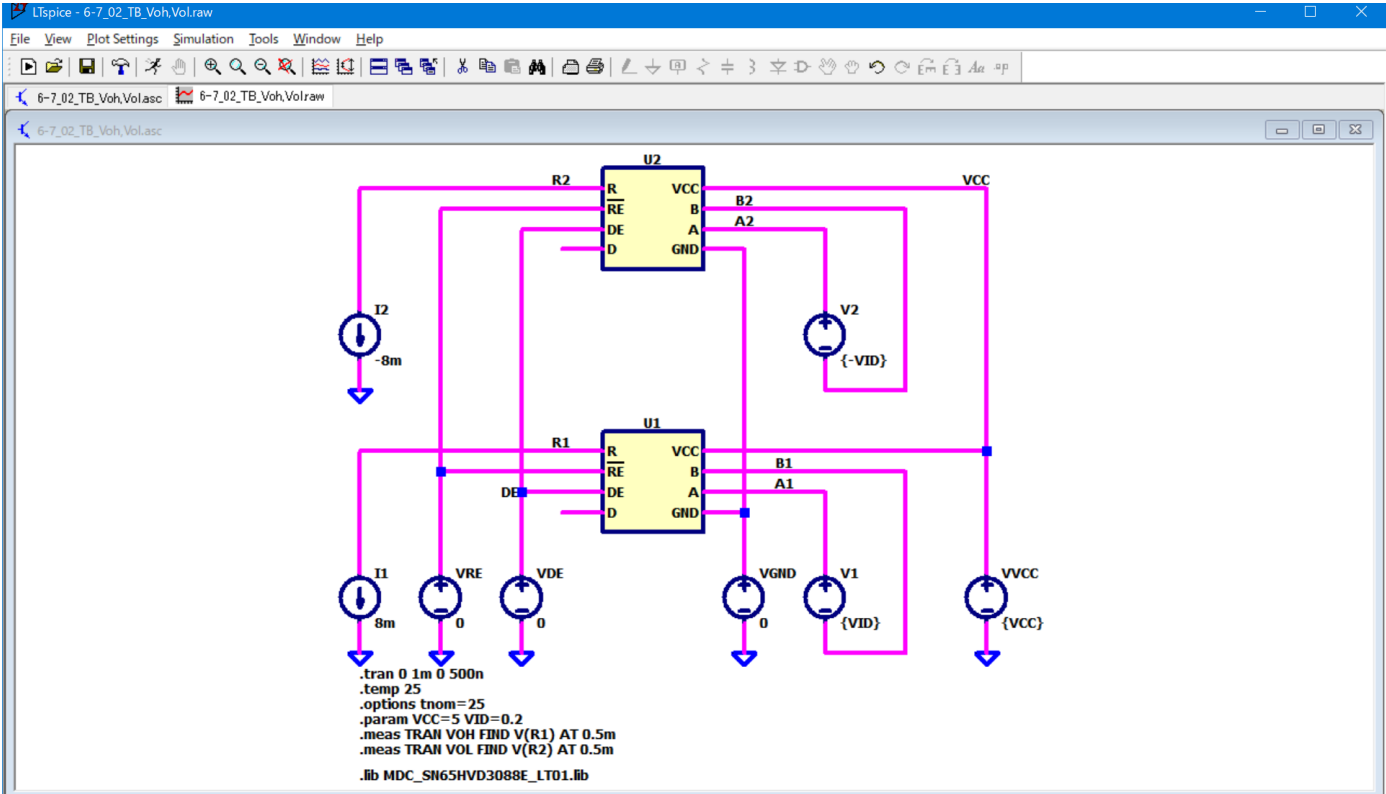 LTspice - 6-7_02_TB_Voh,Vol.raw
File View Plot Settings Simulation Tools Window Help
6-7_02_TB_Voh,Vol.asc 6-7_02_TB_Voh,Vol.raw
6-7_02_TB_Voh,Vol.asc
U2
R2
R
RE
DE
D
VCC
B
A
GND
B2
A2
VCC
I2
-8m
V2
{-VID}
U1
R1
R
RE
DE
D
VCC
B
A
GND
DE
B1
A1
I1
8m
VRE
0
VDE
0
VGND
0
V1
{VID}
VVCC
{VCC}
.tran 0 1m 0 500n
.temp 25
.options tnom=25
.param VCC=5 VID=0.2
.meas TRAN VOH FIND V(R1) AT 0.5m
.meas TRAN VOL FIND V(R2) AT 0.5m
.lib MDC_SN65HVD3088E_LT01.lib